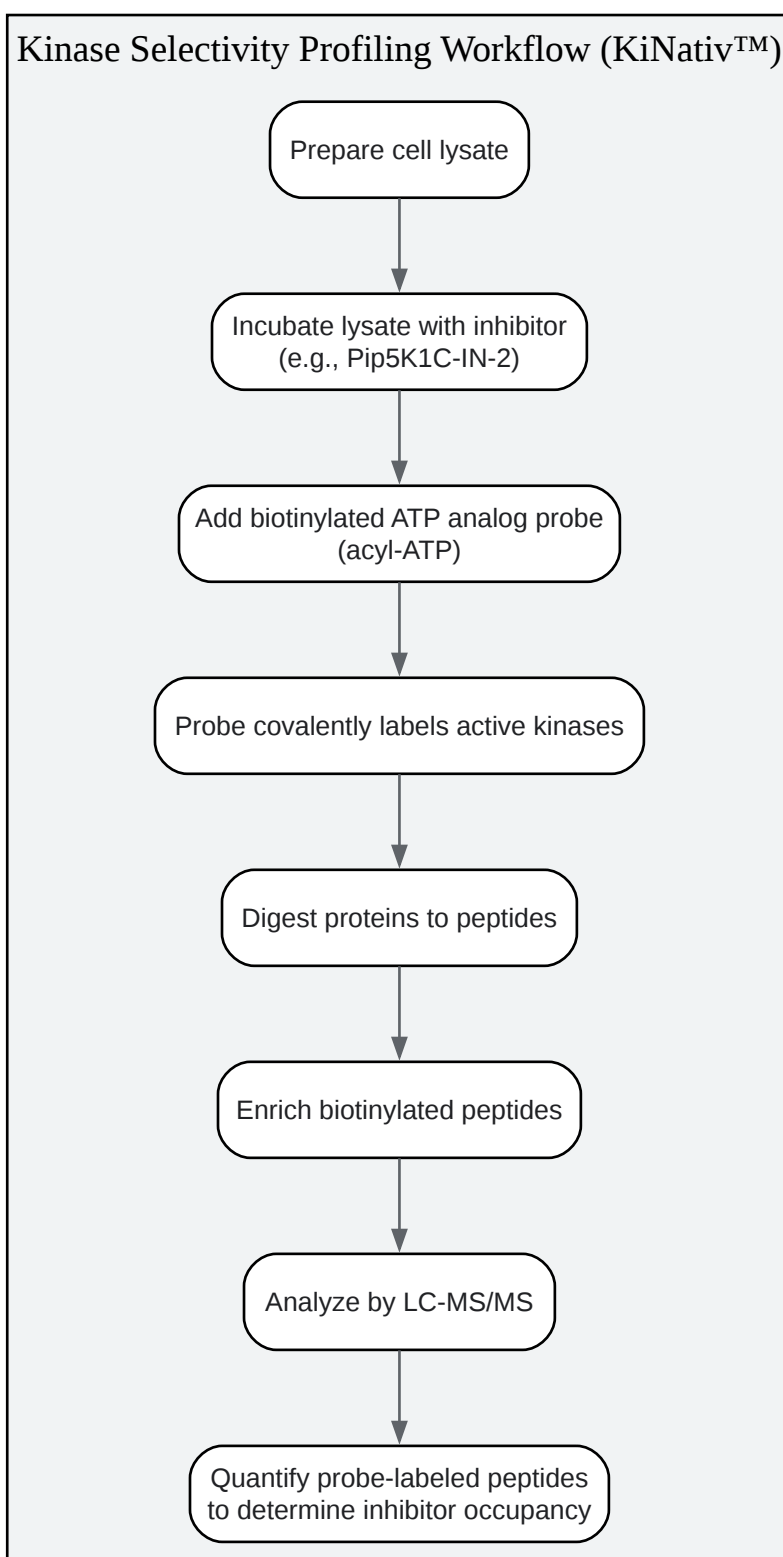 Kinase Selectivity Profiling Workflow (KiNativ™)
Prepare cell lysate
Incubate lysate with inhibitor
(e.g., Pip5K1C-IN-2)
Add biotinylated ATP analog probe
(acyl-ATP)
Probe covalently labels active kinases
Digest proteins to peptides
Enrich biotinylated peptides
Analyze by LC-MS/MS
Quantify probe-labeled peptides
to determine inhibitor occupancy